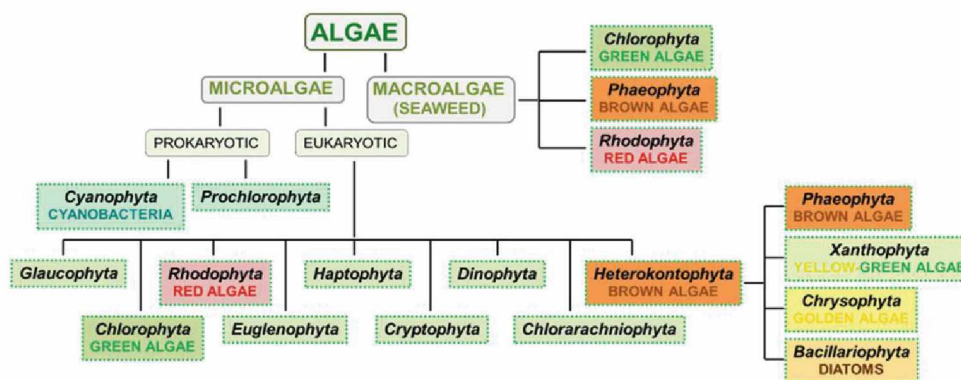 ALGAE
MICROALGAE
MACROALGAE
(SEAWEED)
Chlorophyta
GREEN ALGAE
Phaeophyta
BROWN ALGAE
Rhodophyta
RED ALGAE
PROKARYOTIC
EUKARYOTIC
Cyanophyta
CYANOBACTERIA
Prochlorophyta
Glaucophyta
Rhodophyta
RED ALGAE
Haptophyta
Dinophyta
Heterokontophyta
BROWN ALGAE
Chlorophyta
GREEN ALGAE
Euglenophyta
Cryptophyta
Chlorarachniophyta
Phaeophyta
BROWN ALGAE
Xanthophyta
YELLOW-GREEN ALGAE
Chrysophyta
GOLDEN ALGAE
Bacillariophyta
DIATOMS